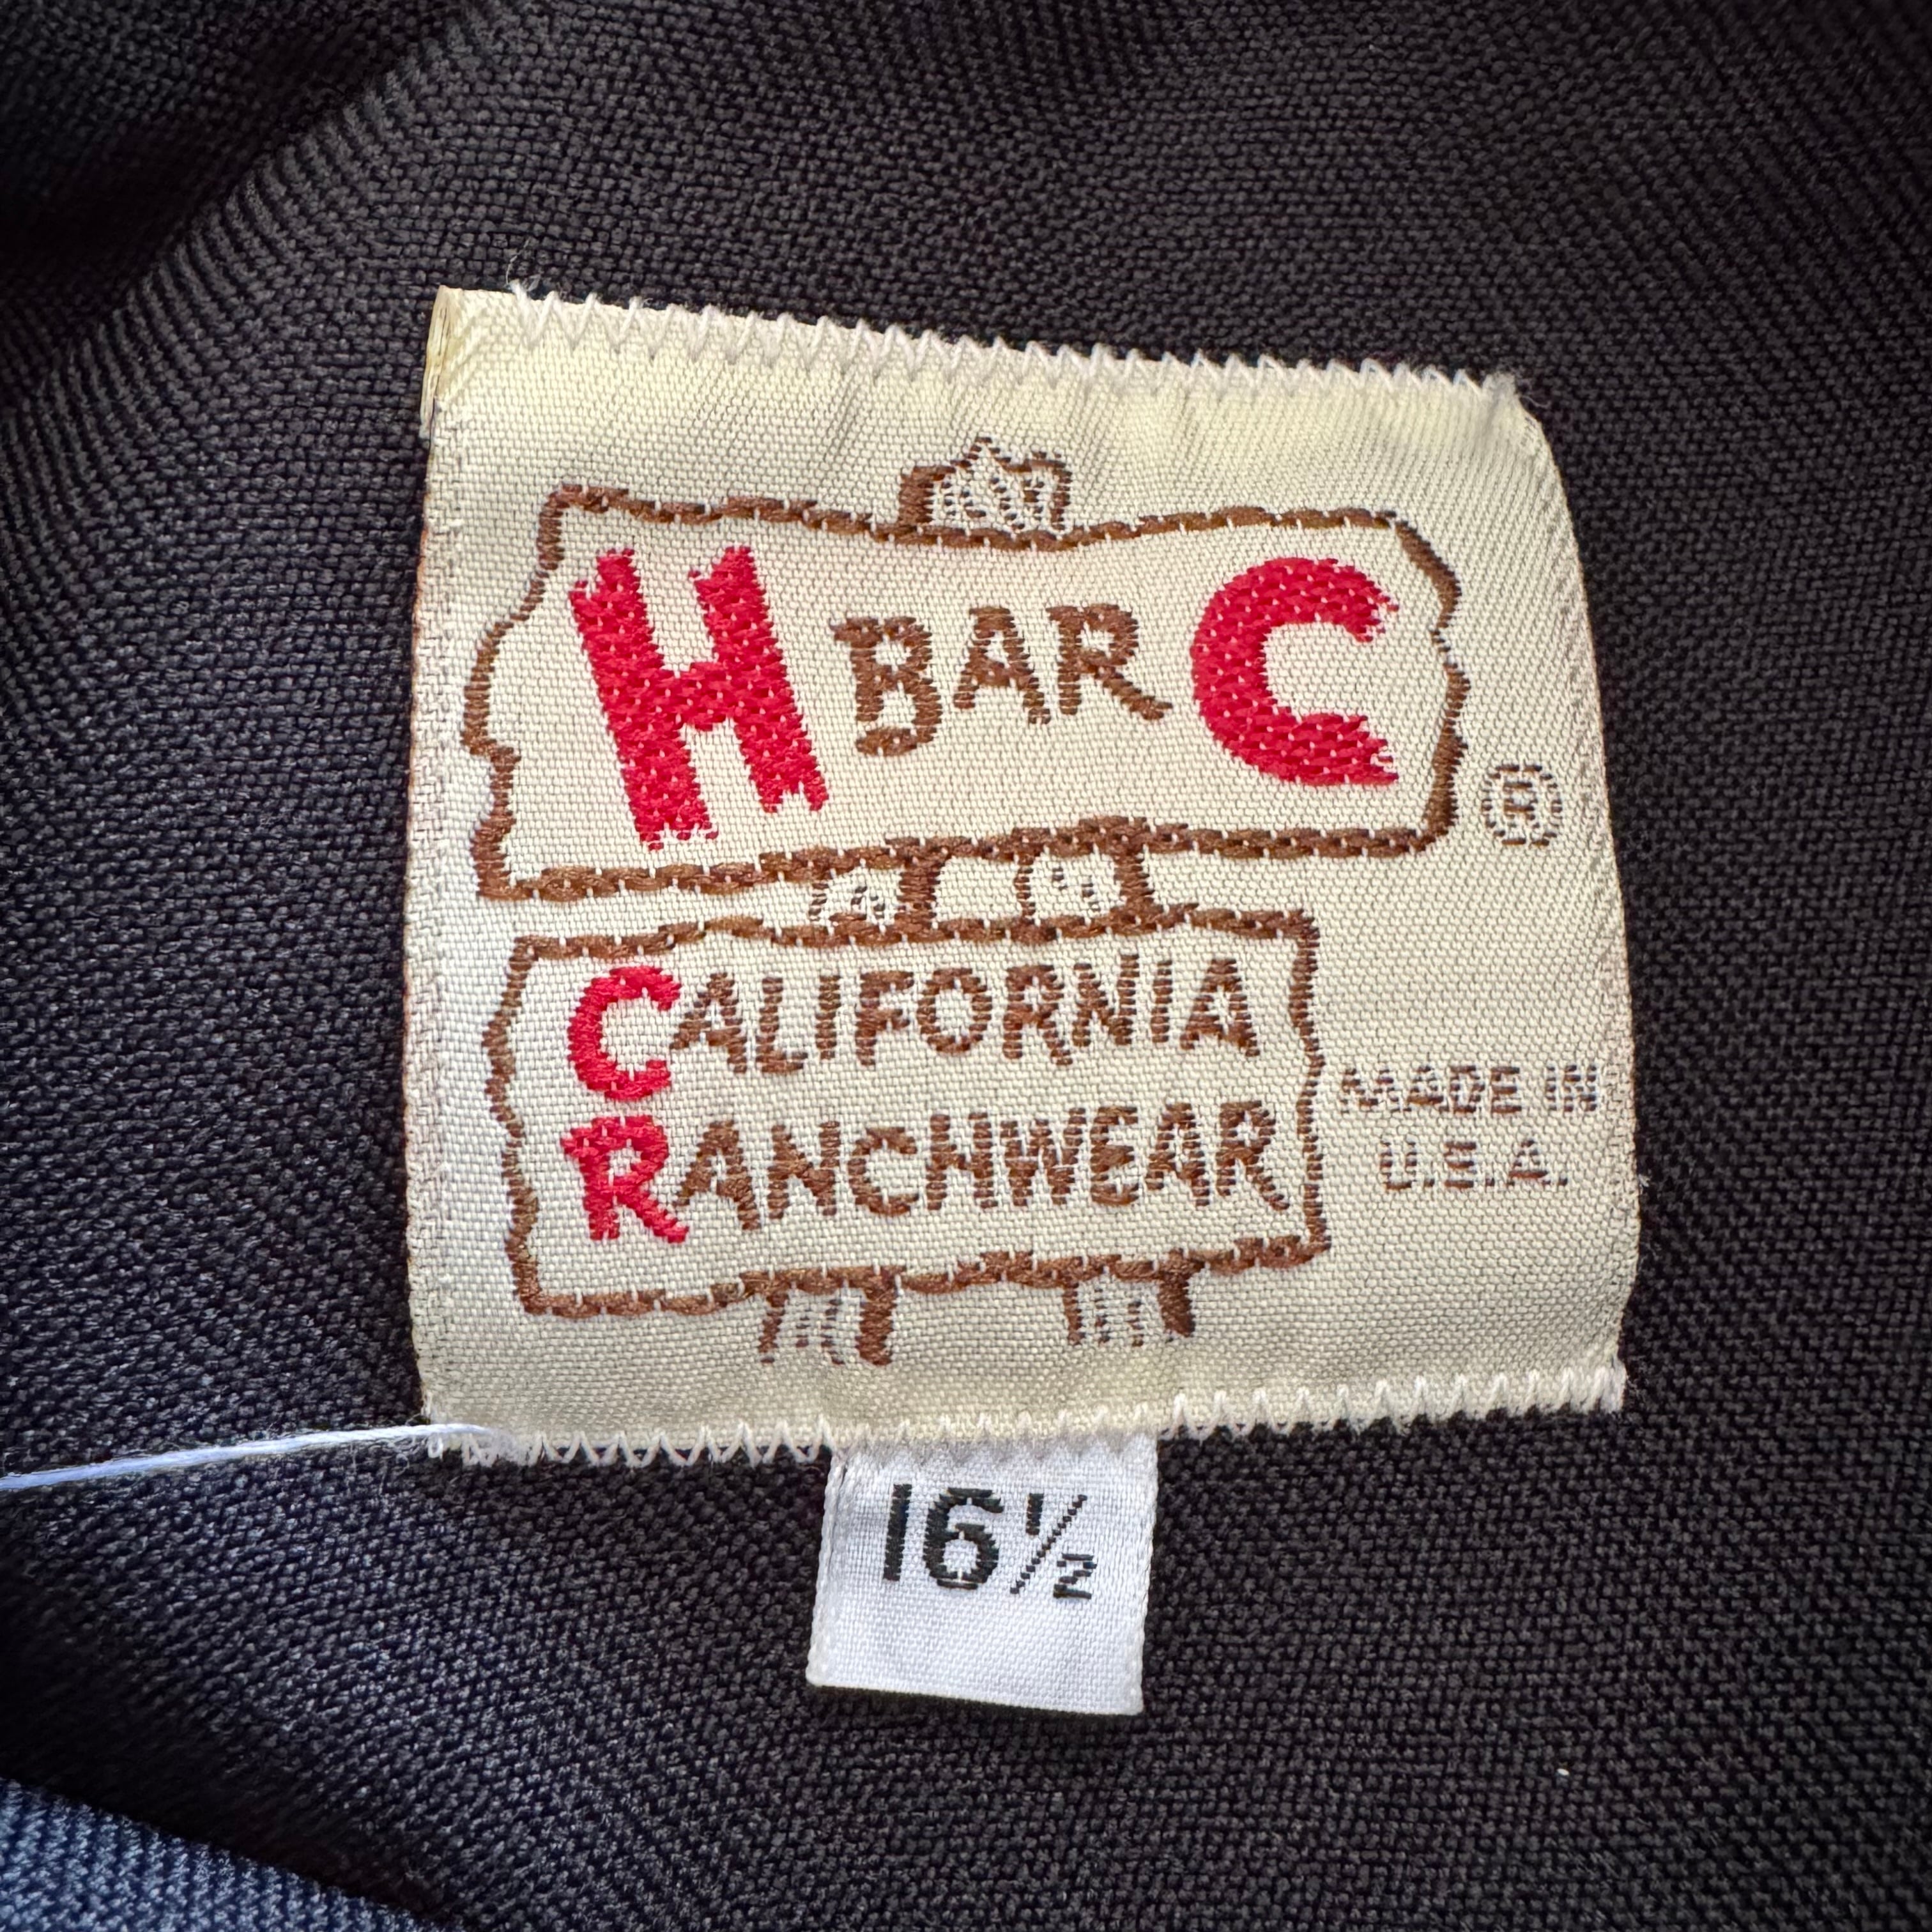 H BAR C
®
CALIFORNIA
RANCHWEAR
MADE IN
U.S.A.
16½